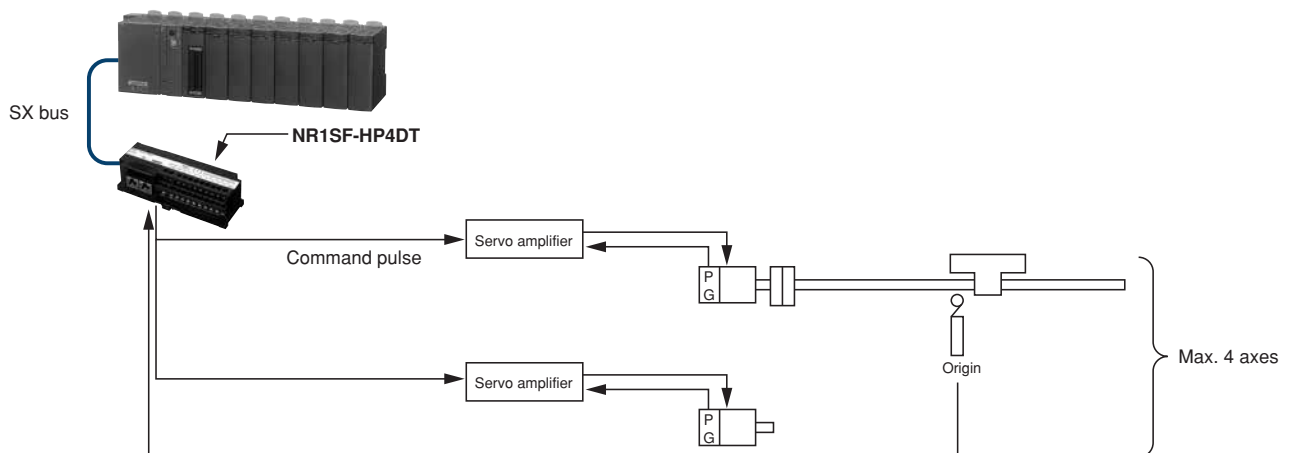 SX bus
NR1SF-HP4DT
Servo amplifier
Command pulse
P
G
Origin
Max. 4 axes
Servo amplifier
P
G